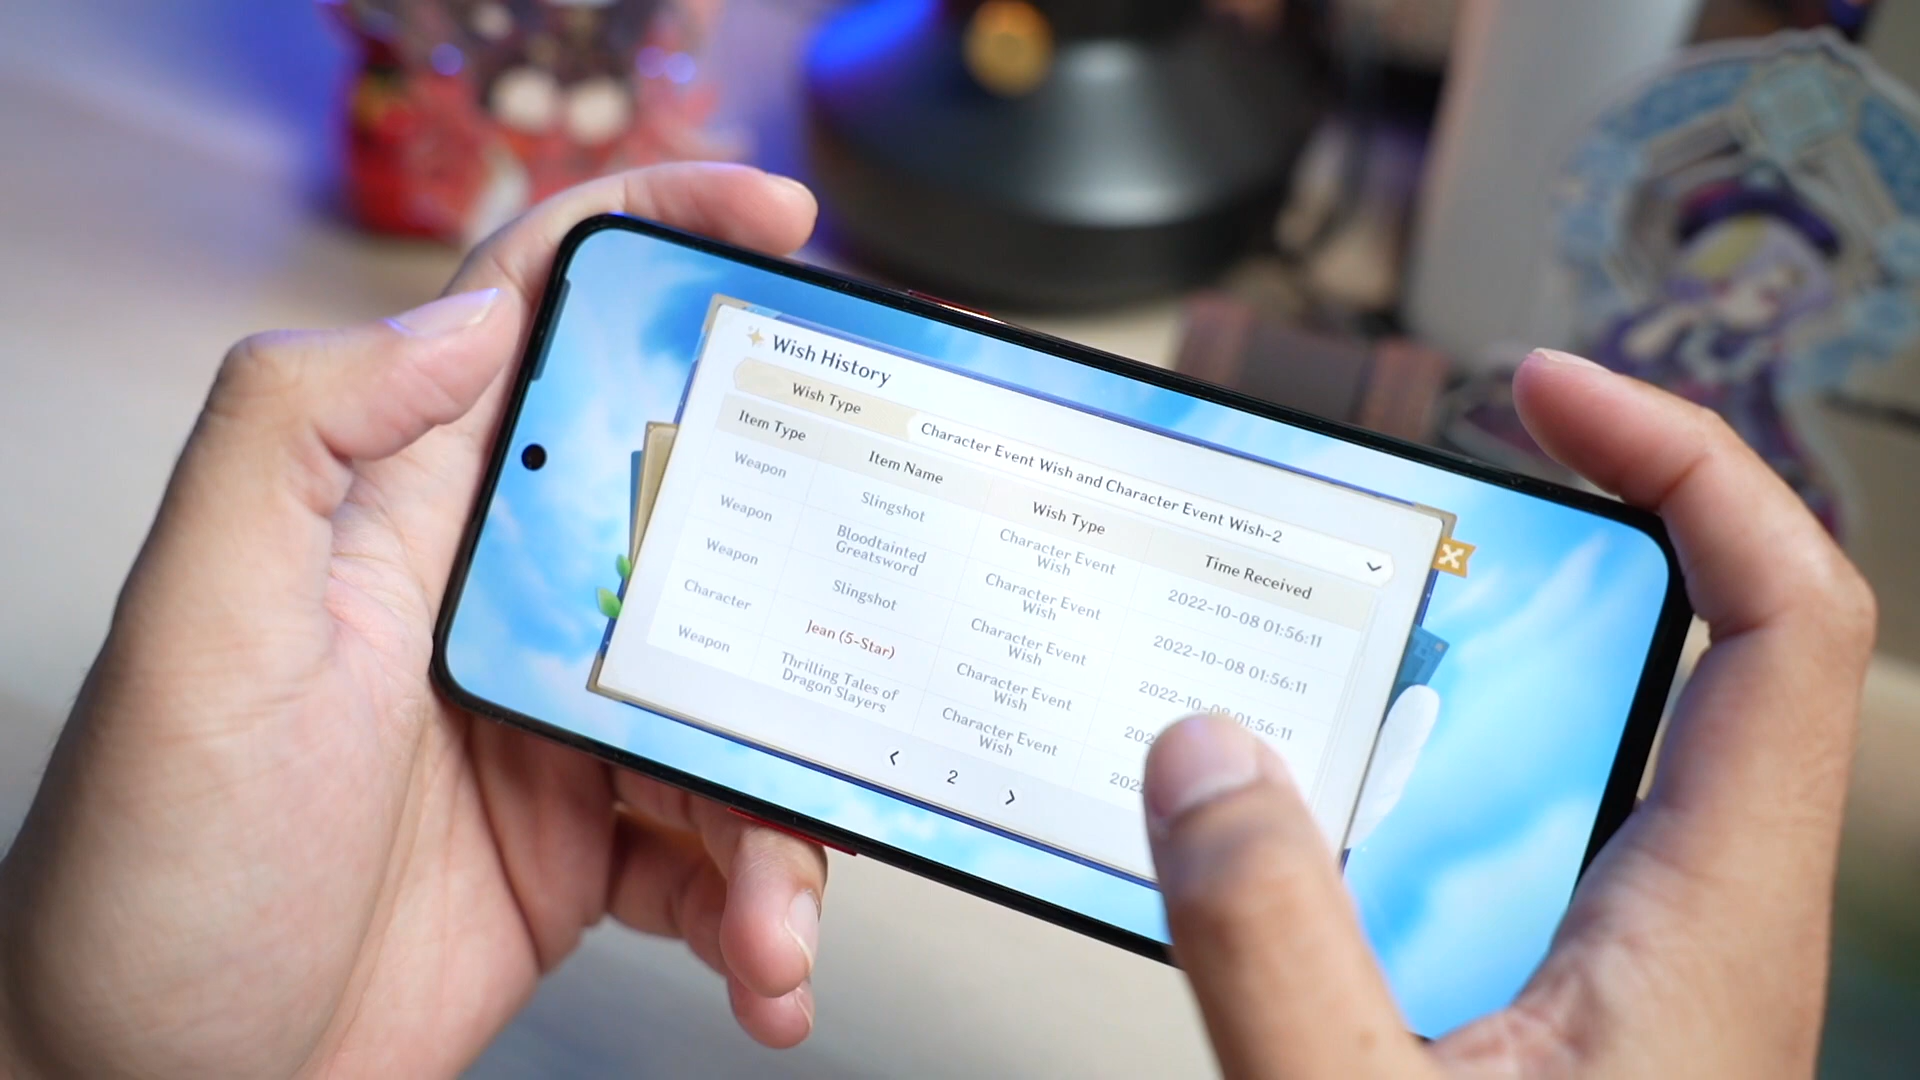 Wish History
Wish Type
Character Event Wish and Character Event Wish-2
Item Type
Item Name
Wish Type
Time Received
Weapon
Slingshot
Character Event
Wish
2022-10-08 01:56:11
Weapon
Bloodtainted
Greatsword
Character Event
Wish
2022-10-08 01:56:11
Weapon
Slingshot
Character Event
Wish
2022-10-08 01:56:11
Character
Jean (5-Star)
Character Event
Wish
202
Weapon
Thrilling Tales of
Dragon Slayers
Character Event
Wish
202
2